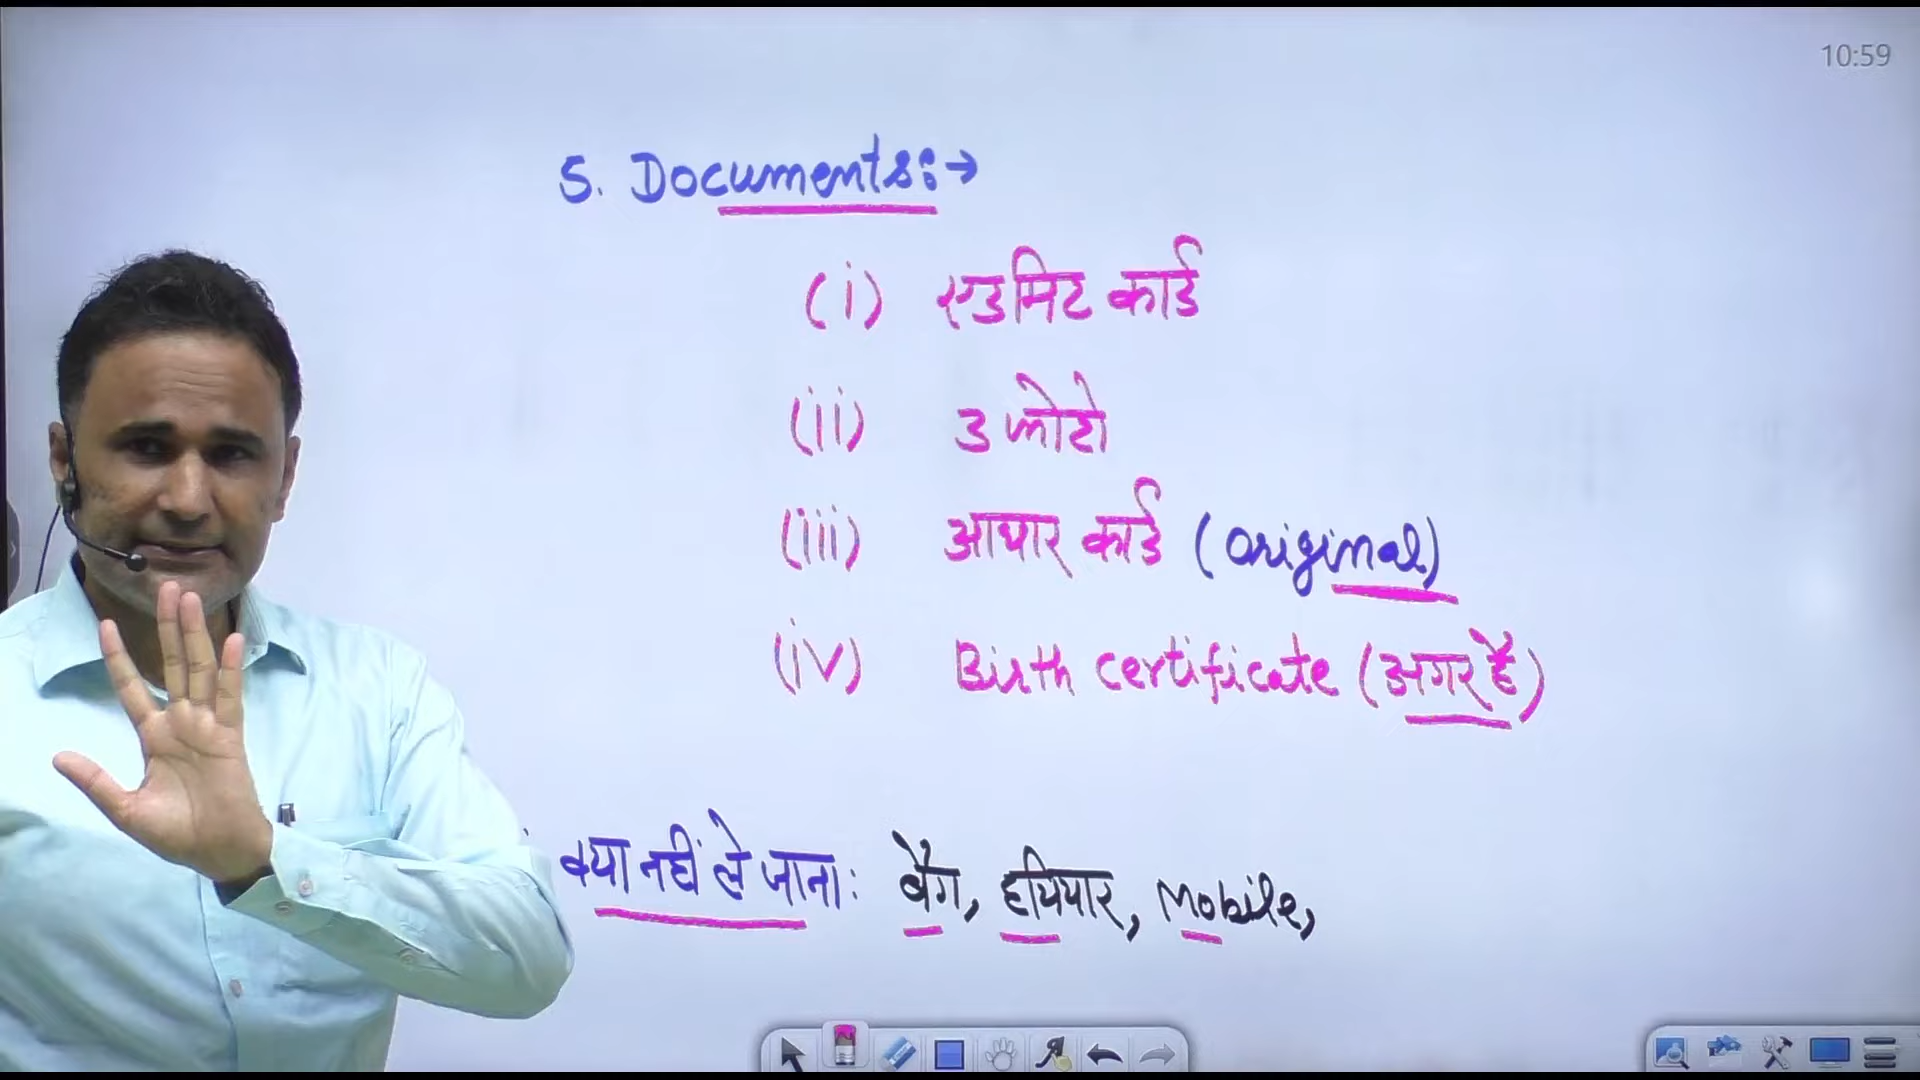 10:59
5. Documents:→
(i) एडमिट कार्ड
(ii) 3 फोटो
(iii) आधार कार्ड (original)
(iv) Birth certificate (अगर है)
क्या नहीं ले जाना: बैग, हथियार, Mobile,